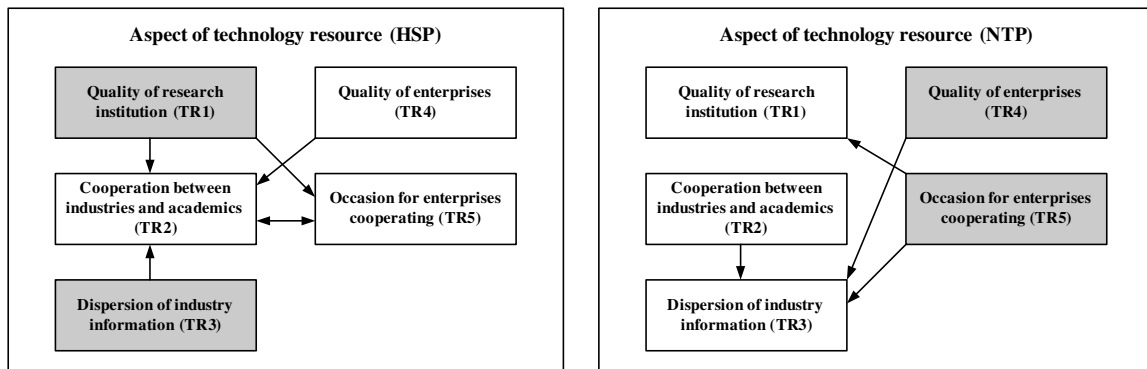 Aspect of technology resource (HSP)
Quality of research
institution (TR1)
Quality of enterprises
(TR4)
Cooperation between
industries and academics
(TR2)
Occasion for enterprises
cooperating (TR5)
Dispersion of industry
information (TR3)
Aspect of technology resource (NTP)
Quality of research
institution (TR1)
Quality of enterprises
(TR4)
Cooperation between
industries and academics
(TR2)
Occasion for enterprises
cooperating (TR5)
Dispersion of industry
information (TR3)